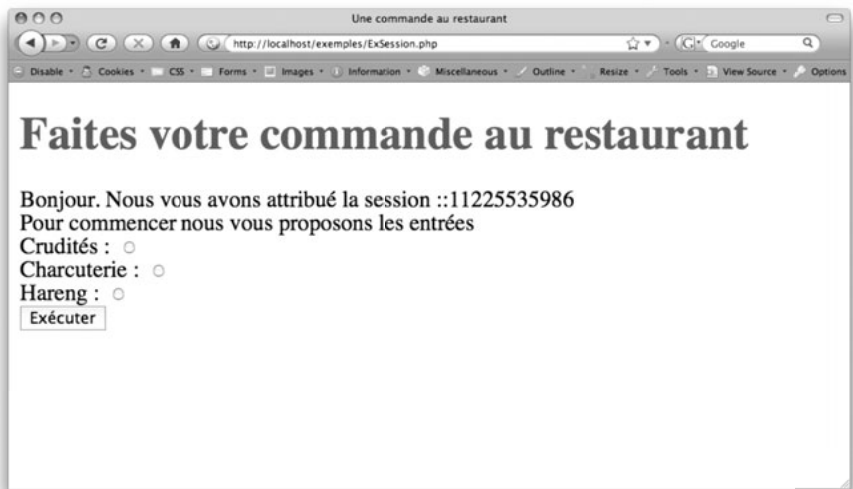 Une commande au restaurant
http://localhost/exemples/ExSession.php
Google
Disable Cookies CSS Forms Images Information Miscellaneous Outline Resize Tools View Source Options
Faites votre commande au restaurant
Bonjour. Nous vous avons attribué la session ::11225535986
Pour commencer nous vous proposons les entrées
Crudités :
Charcuterie :
Hareng :
Exécuter